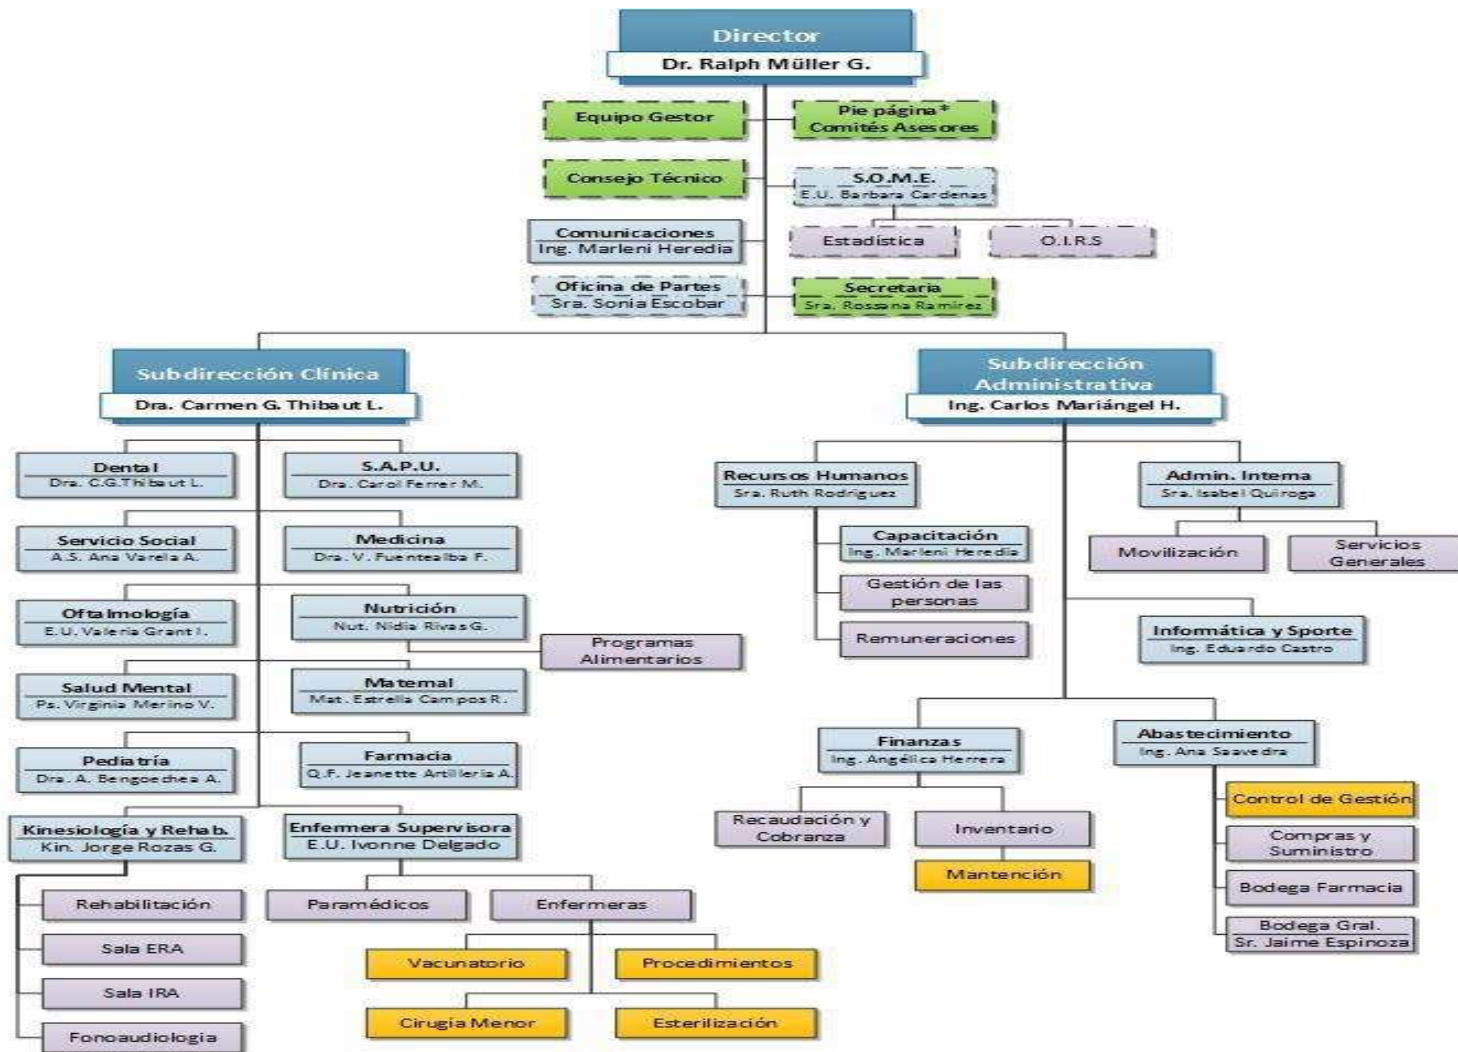 Director
Dr. Ralph Müller G.
Equipo Gestor
Pie página*
Comités Asesores
Consejo Técnico
S.O.M.E.
E.U. Barbara Cardenas
Comunicaciones
Ing. Marleni Heredia
Estadística
O.I.R.S
Oficina de Partes
Sra. Sonia Escobar
Secretaria
Sra. Rossana Ramirez
Subdirección Clínica
Dra. Carmen G. Thibaut L.
Subdirección
Administrativa
Ing. Carlos Mariángel H.
Dental
Dra. C.G.Thibaut L.
S.A.P.U.
Dra. Carol Ferrer M.
Servicio Social
A.S. Ana Varela A.
Medicina
Dra. V. Fuentealba F.
Oftalmología
E.U. Valeria Grant I.
Nutrición
Nut. Nidia Rivas G.
Programas
Alimentarios
Salud Mental
Ps. Virginia Merino V.
Maternal
Mat. Estrella Campos R.
Pediatría
Dra. A. Bengoechea A.
Farmacia
Q.F. Jeanette Artilleria A.
Kinesiología y Rehab.
Kin. Jorge Rozas G.
Enfermera Supervisora
E.U. Ivonne Delgado
Rehabilitación
Sala ERA
Sala IRA
Fonoaudiologia
Paramédicos
Enfermeras
Vacunatorio
Procedimientos
Cirugía Menor
Esterilización
Recursos Humanos
Sra. Ruth Rodriguez
Capacitación
Ing. Marleni Heredia
Gestión de las
personas
Remuneraciones
Admin. Interna
Sra. Isabel Quiroga
Movilización
Servicios
Generales
Informática y Sporte
Ing. Eduardo Castro
Finanzas
Ing. Angélica Herrera
Recaudación y
Cobranza
Inventario
Mantención
Abastecimiento
Ing. Ana Saavedra
Control de Gestión
Compras y
Suministro
Bodega Farmacia
Bodega Gral.
Sr. Jaime Espinoza